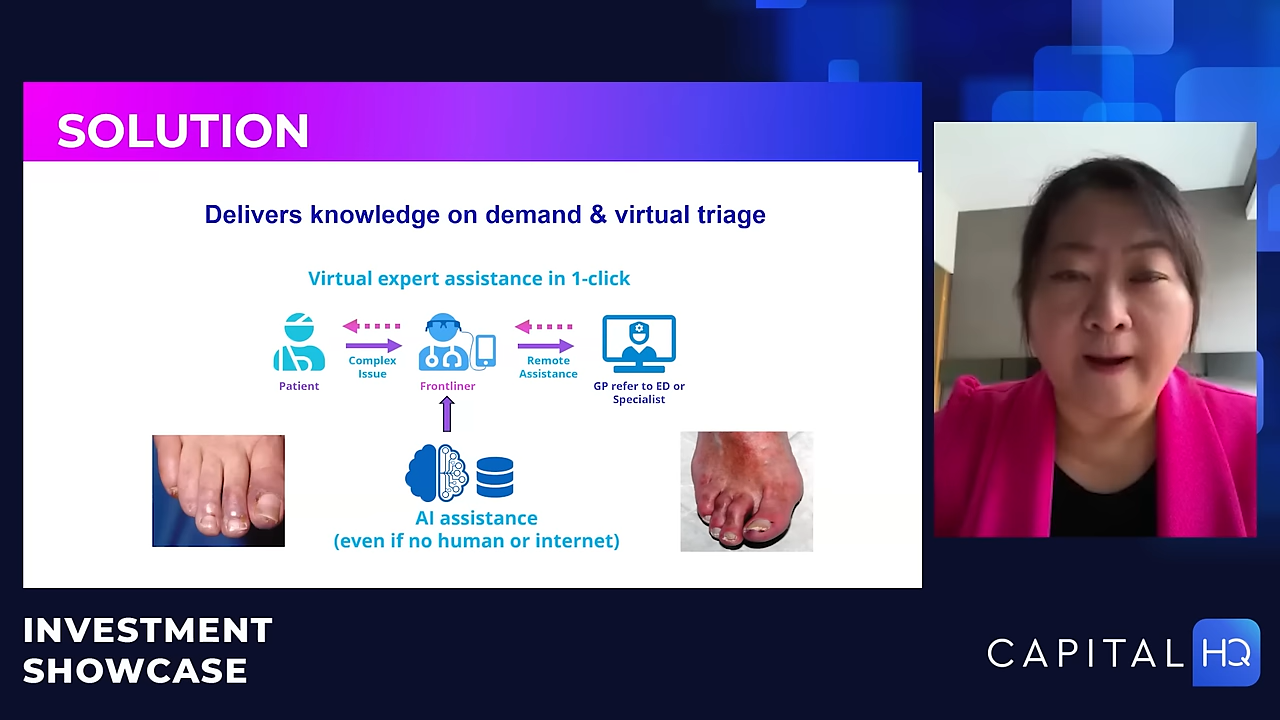 SOLUTION
Delivers knowledge on demand & virtual triage
Virtual expert assistance in 1-click
Complex
Issue
Remote
Assistance
Patient
Frontliner
GP refer to ED or
Specialist
AI assistance
(even if no human or internet)
INVESTMENT
SHOWCASE
CAPITAL HQ